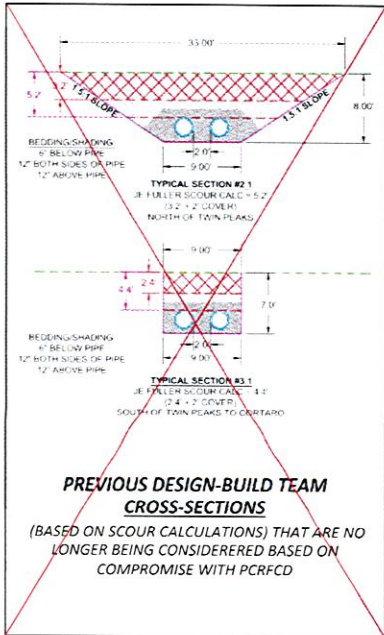 33.00'
3.2'
5.2'
1.5:1 SLOPE
1.5:1 SLOPE
8.00'
BEDDING/SHADING
6" BELOW PIPE
12" BOTH SIDES OF PIPE
12" ABOVE PIPE
2.0'
9.00'
TYPICAL SECTION #2.1
JE FULLER SCOUR CALC = 5.2'
(3.2' + 2' COVER)
NORTH OF TWIN PEAKS
9.00'
2.4'
4.4'
7.0'
BEDDING/SHADING
6" BELOW PIPE
12" BOTH SIDES OF PIPE
12" ABOVE PIPE
2.0'
9.00'
TYPICAL SECTION #3.1
JE FULLER SCOUR CALC = 4.4'
(2.4' + 2' COVER)
SOUTH OF TWIN PEAKS TO CORTARO
PREVIOUS DESIGN-BUILD TEAM
CROSS-SECTIONS
(BASED ON SCOUR CALCULATIONS) THAT ARE NO
LONGER BEING CONSIDERERED BASED ON
COMPROMISE WITH PCRFCD